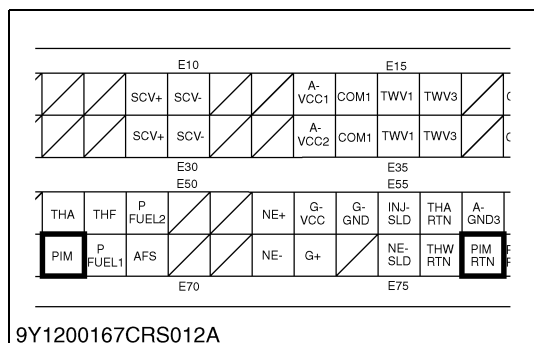 E10 E15
SCV+ SCV- A-VCC1 COM1 TWV1 TWV3
SCV+ SCV- A-VCC2 COM1 TWV1 TWV3
E30 E35
E50 E55
THA THF P FUEL2 NE+ G-VCC G-GND INJ-SLD THA RTN A-GND3
PIM P FUEL1 AFS NE- G+ NE-SLD THW RTN PIM RTN
E70 E75
9Y1200167CRS012A